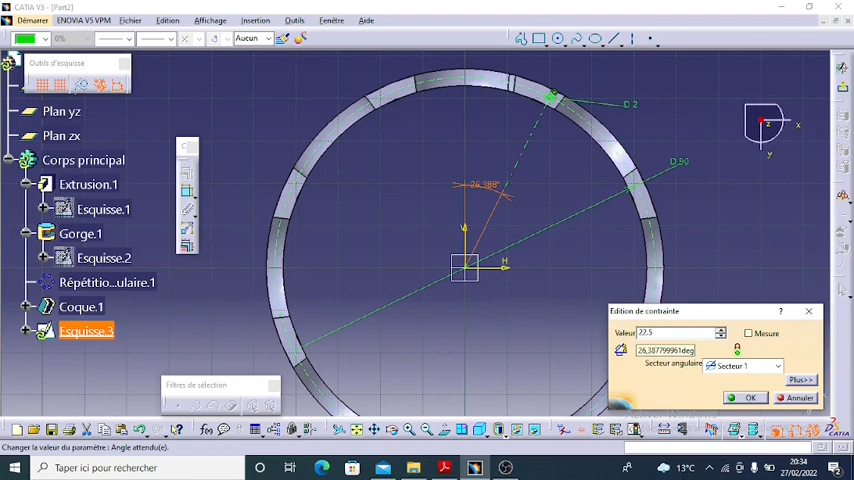 CATIA V5 - [Part2]
Démarrer ENOVIA V5 VPM Fichier Edition Affichage Insertion Outils Fenêtre Aide
0% Aucun
Outils d'esquisse
Plan yz
Plan zx
Corps principal
Extrusion.1
Esquisse.1
Gorge.1
Esquisse.2
Répétitio...ulaire.1
Coque.1
Esquisse.3
C
D 2
D 90
26,388°
V
H
z
x
y
Edition de contrainte
Valeur 22.5
Mesure
26,387799961deg
Secteur angulaire Secteur 1
Plus>>
OK Annuler
Filtres de sélection
f(x)
CATIA
Changer la valeur du paramètre : Angle attendu(e).
Taper ici pour rechercher
13°C
20:34
27/02/2022
2